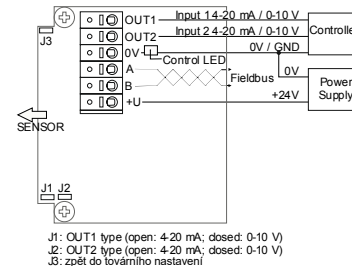 J3
OUT1
Input 1 4-20 mA / 0-10 V
OUT2
Input 2 4-20 mA / 0-10 V
Controlle
0V
0V / GND
Control LED
A
B
Fieldbus
0V
+U
+24V
Power
Supply
SENSOR
J1 J2
J1: OUT1 type (open: 4-20 mA; closed: 0-10 V)
J2: OUT2 type (open: 4-20 mA; closed: 0-10 V)
J3: zpět do továrního nastavení